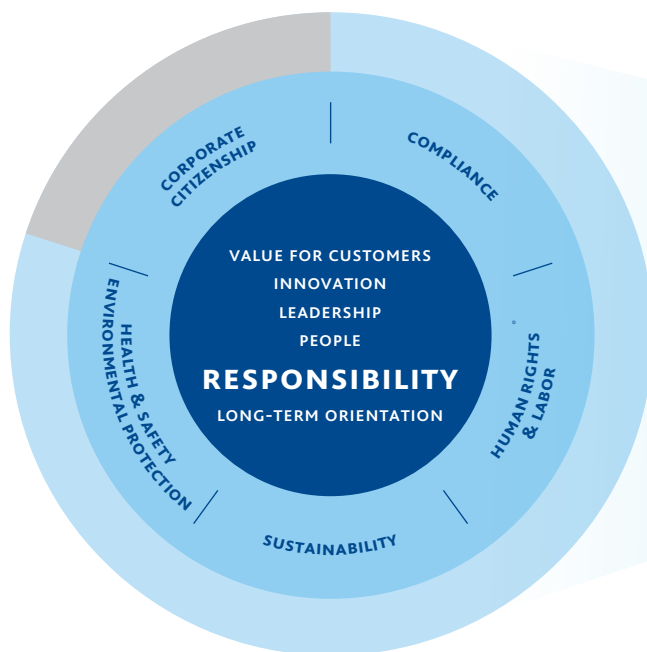 CORPORATE
CITIZENSHIP
COMPLIANCE
VALUE FOR CUSTOMERS
INNOVATION
LEADERSHIP
PEOPLE
RESPONSIBILITY
LONG-TERM ORIENTATION
HUMAN RIGHTS
& LABOR
SUSTAINABILITY
HEALTH & SAFETY
ENVIRONMENTAL PROTECTION